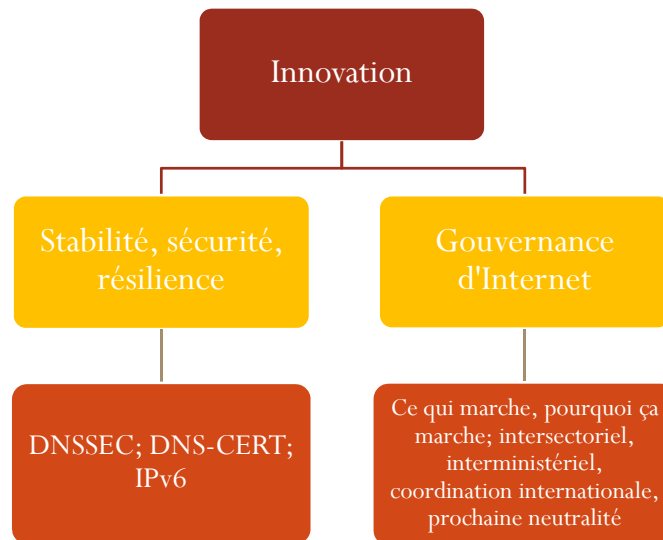 Innovation
Stabilité, sécurité,
résilience
Gouvernance
d'Internet
DNSSEC; DNS-CERT;
IPv6
Ce qui marche, pourquoi ça
marche; intersectoriel,
interministériel,
coordination internationale,
prochaine neutralité